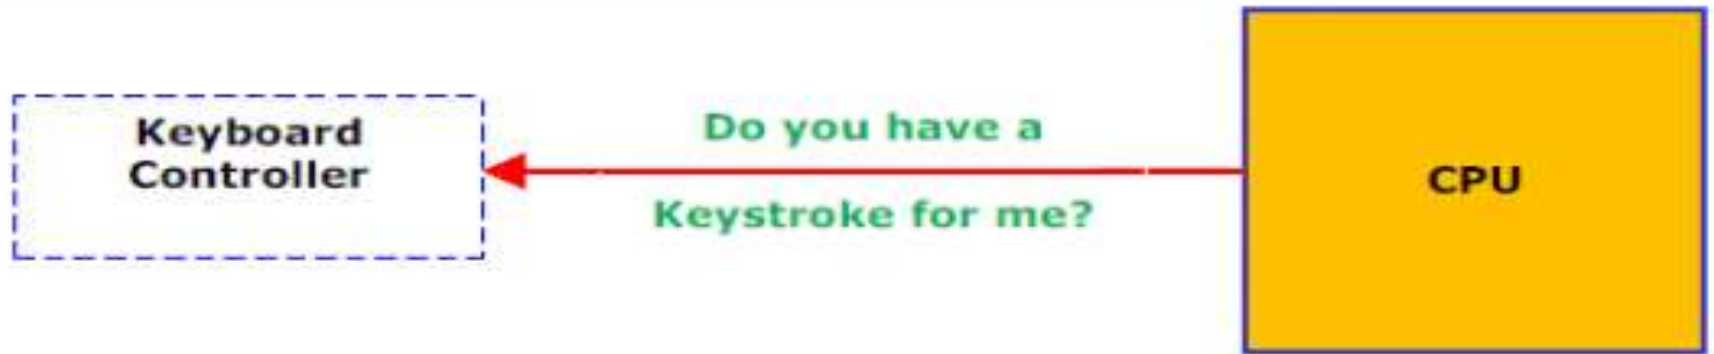 Keyboard
Controller
Do you have a
Keystroke for me?
CPU